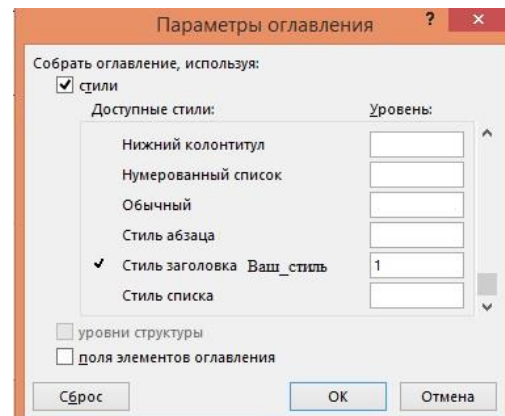 Параметры оглавления ? ×
Собрать оглавление, используя:
стили
Доступные стили: Уровень:
Нижний колонтитул
Нумерованный список
Обычный
Стиль абзаца
Стиль заголовка Ваш_стиль 1
Стиль списка
уровни структуры
поля элементов оглавления
Сброс ОК Отмена